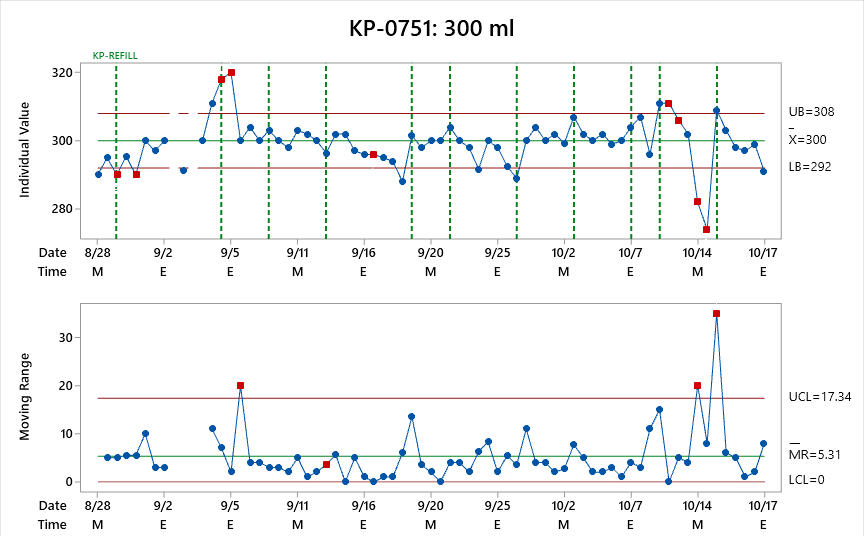 KP-0751: 300 ml
KP-REFILL
Individual Value
320
300
280
UB=308
_
X=300
LB=292
Date 8/28 9/2 9/5 9/11 9/16 9/20 9/25 10/2 10/7 10/14 10/17
Time M E E M E M E M E M E
Moving Range
30
20
10
0
UCL=17.34
__
MR=5.31
LCL=0
Date 8/28 9/2 9/5 9/11 9/16 9/20 9/25 10/2 10/7 10/14 10/17
Time M E E M E M E M E M E